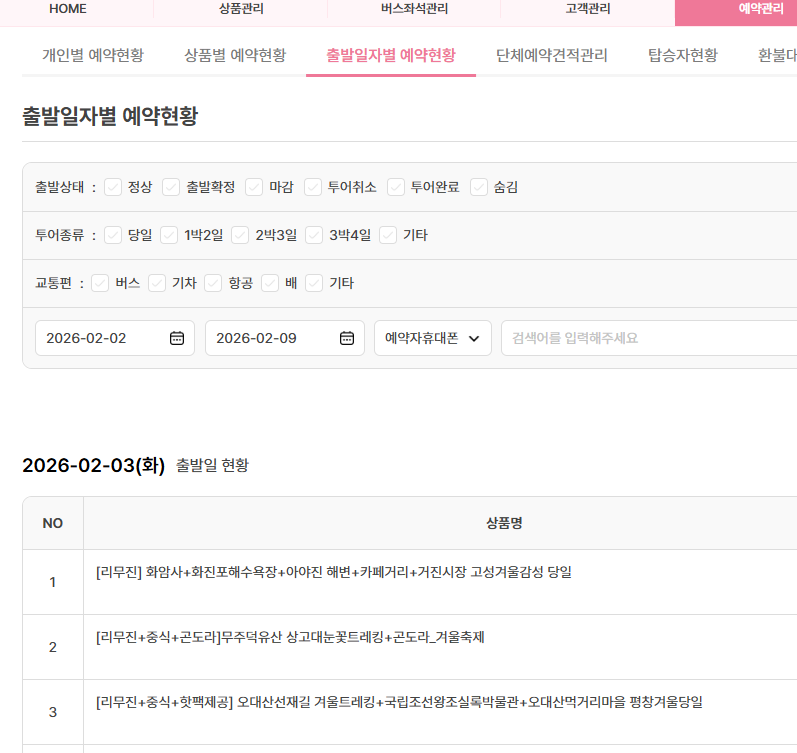 HOME 상품관리 버스좌석관리 고객관리 예약관리
개인별 예약현황 상품별 예약현황 출발일자별 예약현황 단체예약견적관리 탑승자현황 환불
출발일자별 예약현황
출발상태 : 정상 출발확정 마감 투어취소 투어완료 숨김
투어종류 : 당일 1박2일 2박3일 3박4일 기타
교통편 : 버스 기차 항공 배 기타
2026-02-02 2026-02-09 예약자휴대폰 검색어를 입력해주세요
2026-02-03(화) 출발일 현황
NO 상품명
1 [리무진] 화암사+화진포해수욕장+아야진 해변+카페거리+거진시장 고성겨울감성 당일
2 [리무진+중식+곤도라]무주덕유산 상고대눈꽃트레킹+곤도라_겨울축제
3 [리무진+중식+핫팩제공] 오대산선재길 겨울트레킹+국립조선왕조실록박물관+오대산먹거리마을 평창겨울당일